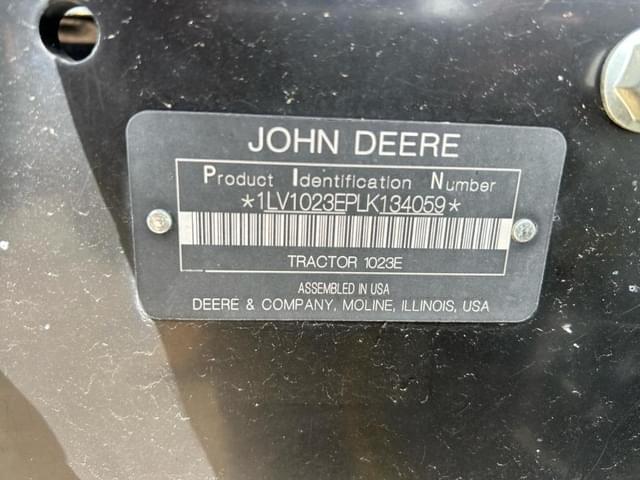 JOHN DEERE
Product Identification Number
*1LV1023EPLK134059*
TRACTOR 1023E
ASSEMBLED IN USA
DEERE & COMPANY, MOLINE, ILLINOIS, USA